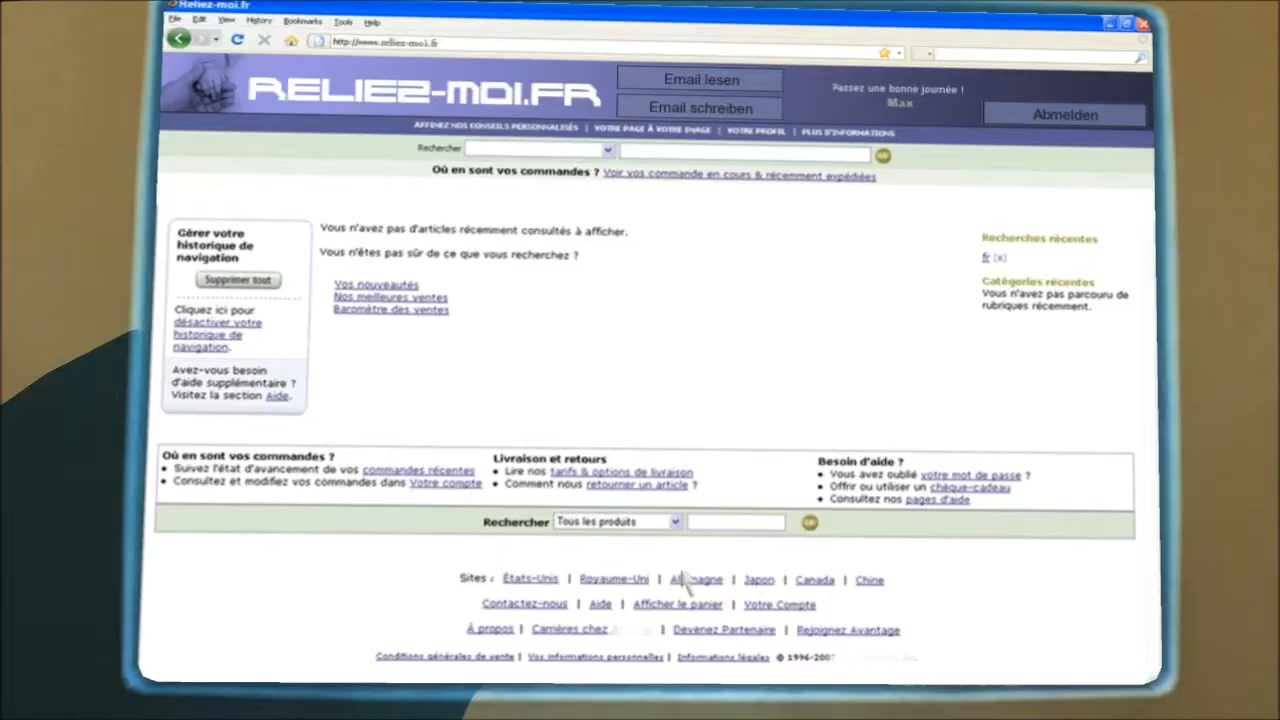 Reliez-moi.fr
File Edit View History Bookmarks Tools Help
http://www.reliez-moi.fr
RELIEZ-MOI.FR
Email lesen
Email schreiben
Passez une bonne journée !
Max
Abmelden
AFFINEZ NOS CONSEILS PERSONNALISÉS | VOTRE PAGE À VOTRE IMAGE | VOTRE PROFIL | PLUS D'INFORMATIONS
Rechercher
Où en sont vos commandes ? Voir vos commande en cours & récemment expédiées
Gérer votre
historique de
navigation
Supprimer tout
Cliquez ici pour
désactiver votre
historique de
navigation.
Avez-vous besoin
d'aide supplémentaire ?
Visitez la section Aide.
Vous n'avez pas d'articles récemment consultés à afficher.
Vous n'êtes pas sûr de ce que vous recherchez ?
Vos nouveautés
Nos meilleures ventes
Baromètre des ventes
Recherches récentes
fr (x)
Catégories récentes
Vous n'avez pas parcouru de
rubriques récemment.
Où en sont vos commandes ?
• Suivez l'état d'avancement de vos commandes récentes
• Consultez et modifiez vos commandes dans Votre compte
Livraison et retours
• Lire nos tarifs & options de livraison
• Comment nous retourner un article ?
Besoin d'aide ?
• Vous avez oublié votre mot de passe ?
• Offrir ou utiliser un chèque-cadeau
• Consultez nos pages d'aide
Rechercher Tous les produits
Sites : États-Unis | Royaume-Uni | Allemagne | Japon | Canada | Chine
Contactez-nous | Aide | Afficher le panier | Votre Compte
À propos | Carrières chez | Devenez Partenaire | Rejoignez Avantage
Conditions générales de vente | Vos informations personnelles | Informations légales © 1996-2007